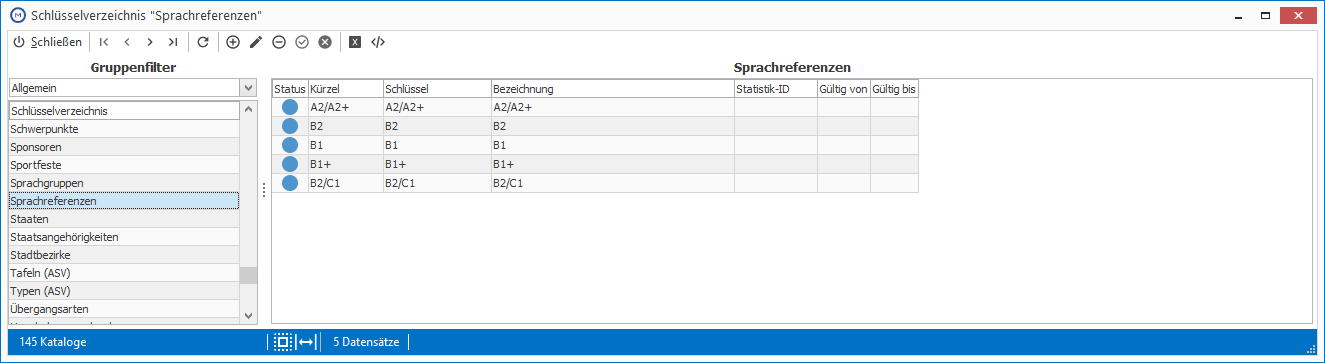 Schlüsselverzeichnis "Sprachreferenzen"
Schließen
Gruppenfilter
Allgemein
Schlüsselverzeichnis
Schwerpunkte
Sponsoren
Sportfeste
Sprachgruppen
Sprachreferenzen
Staaten
Staatsangehörigkeiten
Stadtbezirke
Tafeln (ASV)
Typen (ASV)
Übergangsarten
Sprachreferenzen
Status Kürzel Schlüssel Bezeichnung Statistik-ID Gültig von Gültig bis
A2/A2+ A2/A2+ A2/A2+
B2 B2 B2
B1 B1 B1
B1+ B1+ B1+
B2/C1 B2/C1 B2/C1
145 Kataloge 5 Datensätze